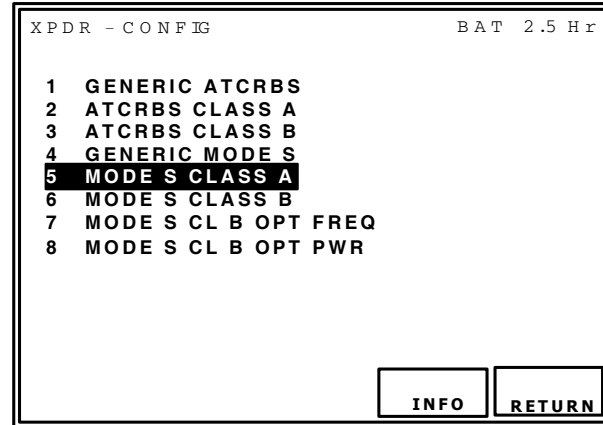 XPDR - CONFIG BAT 2.5 Hr
1 GENERIC ATCRBS
2 ATCRBS CLASS A
3 ATCRBS CLASS B
4 GENERIC MODE S
5 MODE S CLASS A
6 MODE S CLASS B
7 MODE S CL B OPT FREQ
8 MODE S CL B OPT PWR
INFO RETURN